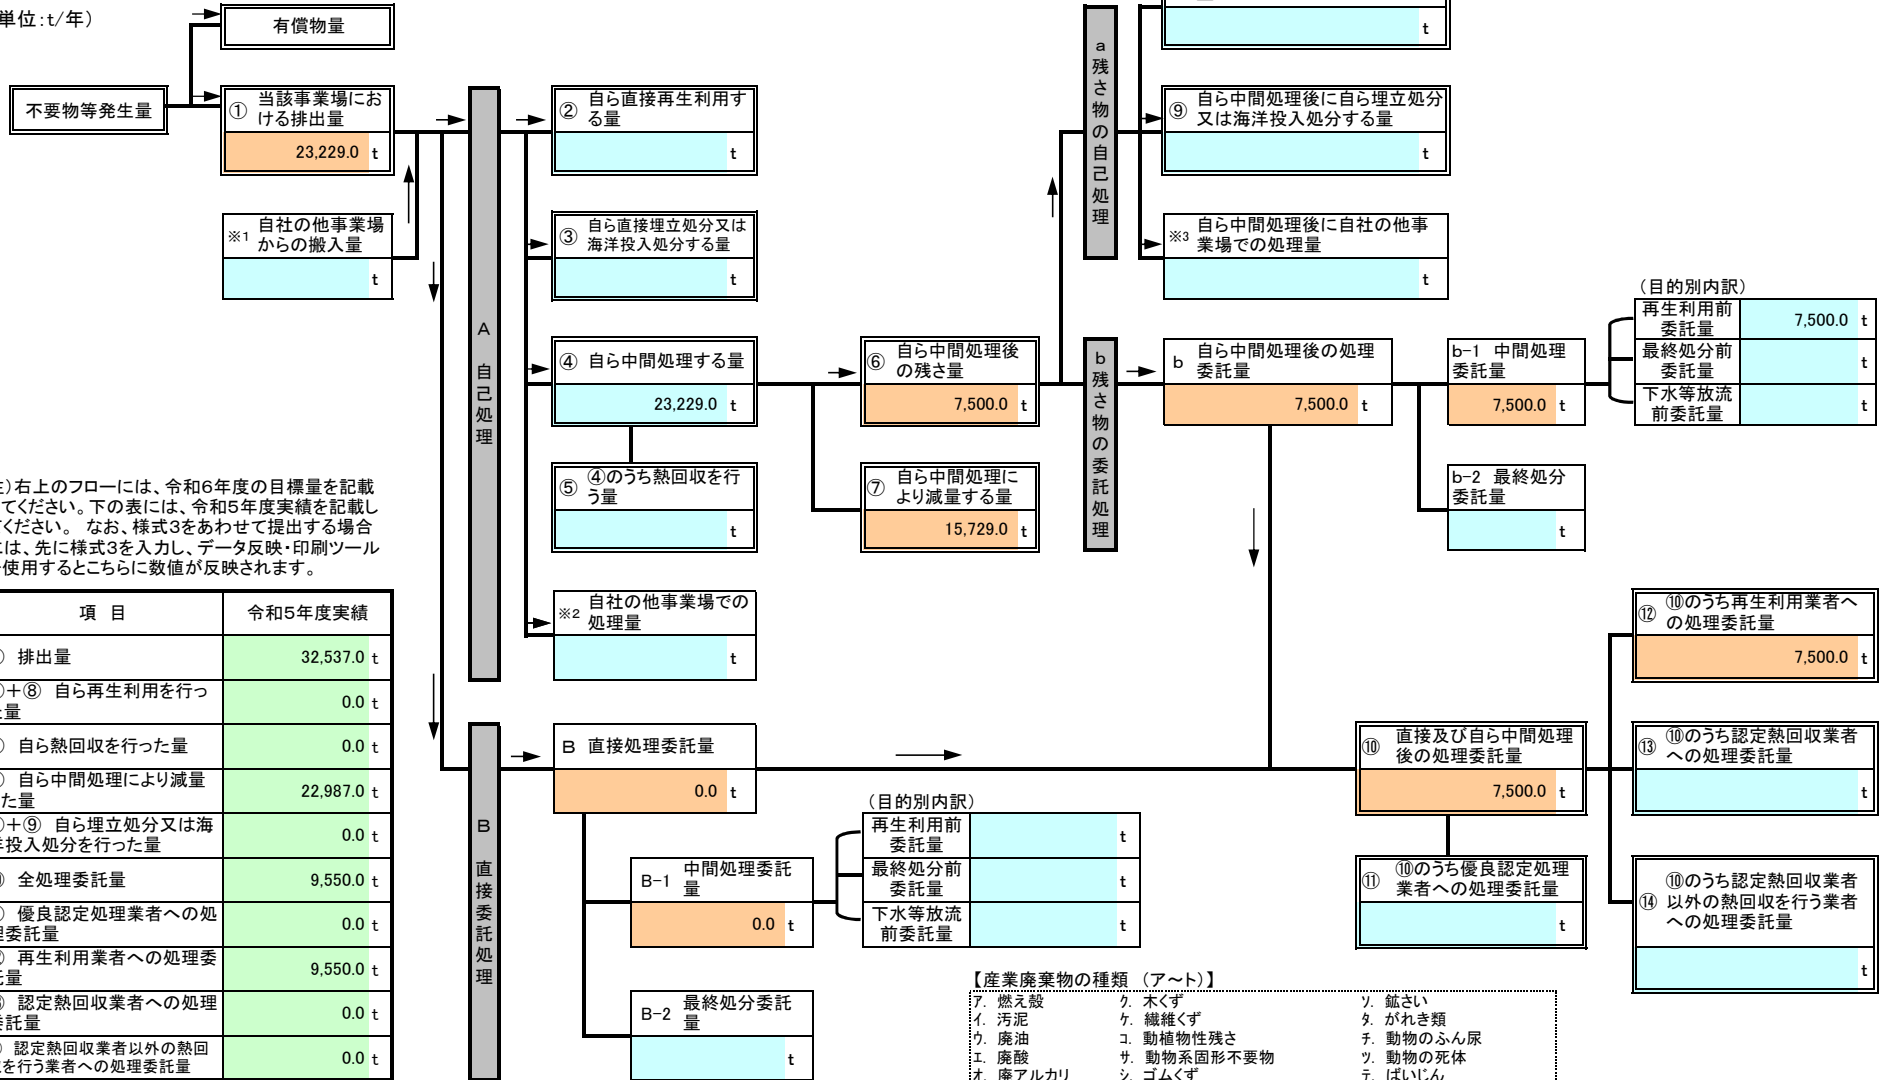 単位:t/年)
有償物量
不要物等発生量
① 当該事業場にお
ける排出量
23,229.0 t
※1 自社の他事業場
からの搬入量
t
A
自己処理
② 自ら直接再生利用す
る量
t
③ 自ら直接埋立処分又は
海洋投入処分する量
t
④ 自ら中間処理する量
23,229.0 t
⑤ ④のうち熱回収を行
う量
t
※2 自社の他事業場での
処理量
t
⑥ 自ら中間処理後
の残さ量
7,500.0 t
⑦ 自ら中間処理に
より減量する量
15,729.0 t
a
残さ物の自己処理
t
⑨ 自ら中間処理後に自ら埋立処分
又は海洋投入処分する量
t
※3 自ら中間処理後に自社の他事
業場での処理量
t
b
残さ物の委託処理
b 自ら中間処理後の処理
委託量
7,500.0 t
b-1 中間処理
委託量
7,500.0 t
b-2 最終処分
委託量
t
(目的別内訳)
再生利用前
委託量
7,500.0 t
最終処分前
委託量
t
下水等放流
前委託量
t
)右上のフローには、令和6年度の目標量を記載
てください。下の表には、令和5年度実績を記載し
ください。 なお、様式3をあわせて提出する場合
は、先に様式3を入力し、データ反映・印刷ツール
使用するとこちらに数値が反映されます。
項 目 令和5年度実績
) 排出量 32,537.0 t
)+⑧ 自ら再生利用を行っ
量
0.0 t
) 自ら熱回収を行った量 0.0 t
) 自ら中間処理により減量
た量
22,987.0 t
)+⑨ 自ら埋立処分又は海
投入処分を行った量
0.0 t
) 全処理委託量 9,550.0 t
) 優良認定処理業者への処
委託量
0.0 t
) 再生利用業者への処理委
量
9,550.0 t
) 認定熱回収業者への処理
託量
0.0 t
) 認定熱回収業者以外の熱回
を行う業者への処理委託量
0.0 t
B
直接委託処理
B 直接処理委託量
0.0 t
B-1 中間処理委託
量
0.0 t
B-2 最終処分委託
量
t
(目的別内訳)
再生利用前
委託量
t
最終処分前
委託量
t
下水等放流
前委託量
t
⑩ 直接及び自ら中間処理
後の処理委託量
7,500.0 t
⑪ ⑩のうち優良認定処理
業者への処理委託量
t
⑫ ⑩のうち再生利用業者へ
の処理委託量
7,500.0 t
⑬ ⑩のうち認定熱回収業者
への処理委託量
t
⑭ ⑩のうち認定熱回収業者
以外の熱回収を行う業者
への処理委託量
t
【産業廃棄物の種類 (ア~ト)】
ア. 燃え殻 ク. 木くず ソ. 鉱さい
イ. 汚泥 ケ. 繊維くず タ. がれき類
ウ. 廃油 コ. 動植物性残さ チ. 動物のふん尿
エ. 廃酸 サ. 動物系固形不要物 ツ. 動物の死体
オ. 廃アルカリ シ. ゴムくず テ. ばいじん